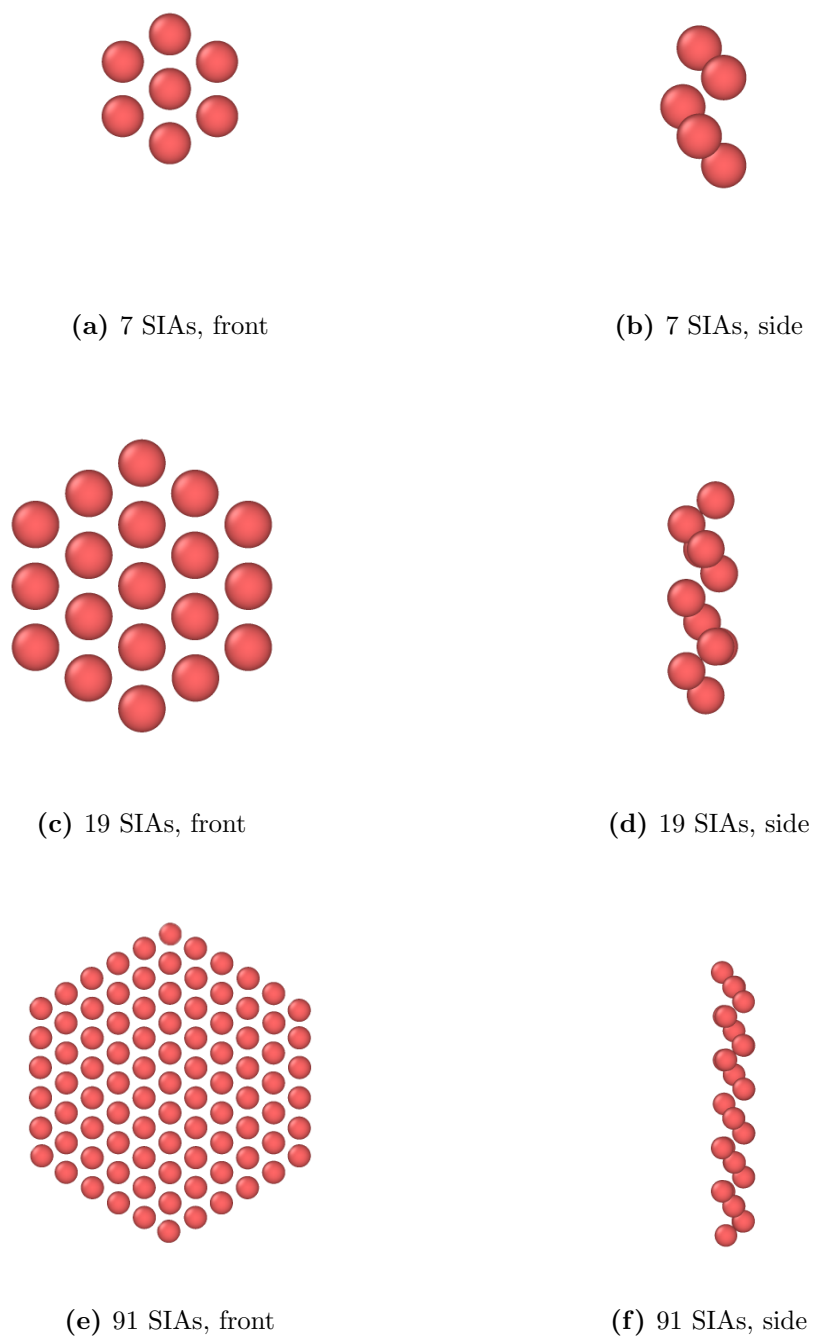 (a) 7 SIAs, front
(b) 7 SIAs, side
(c) 19 SIAs, front
(d) 19 SIAs, side
(e) 91 SIAs, front
(f) 91 SIAs, side